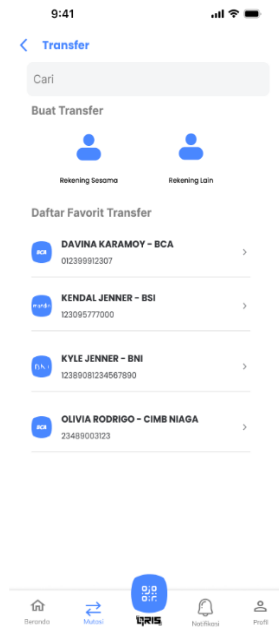 9:41
Transfer
Cari
Buat Transfer
Rekening Sesama
Rekening Lain
Daftar Favorit Transfer
BCA
DAVINA KARAMOY - BCA
012399912307
KENDAL JENNER - BSI
123095777000
KYLE JENNER - BNI
12389081234567890
BCA
OLIVIA RODRIGO - CIMB NIAGA
23489003123
Beranda
Mutasi
QRIS
Notifikasi
Profil